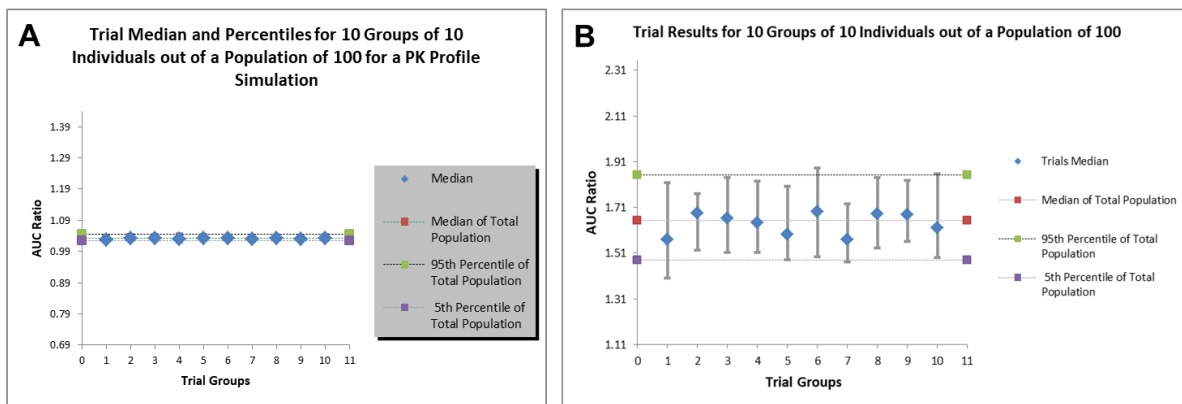 A
Trial Median and Percentiles for 10 Groups of 10
Individuals out of a Population of 100 for a PK Profile
Simulation
AUC Ratio
1.39
1.29
1.19
1.09
0.99
0.89
0.79
0.69
0 1 2 3 4 5 6 7 8 9 10 11
Trial Groups
Median
Median of Total
Population
95th Percentile of
Total Population
5th Percentile of
Total Population
B
Trial Results for 10 Groups of 10 Individuals out of a Population of 100
AUC Ratio
2.31
2.11
1.91
1.71
1.51
1.31
1.11
0 1 2 3 4 5 6 7 8 9 10 11
Trial Groups
Trials Median
Median of Total Population
95th Percentile of Total
Population
5th Percentile of Total
Population